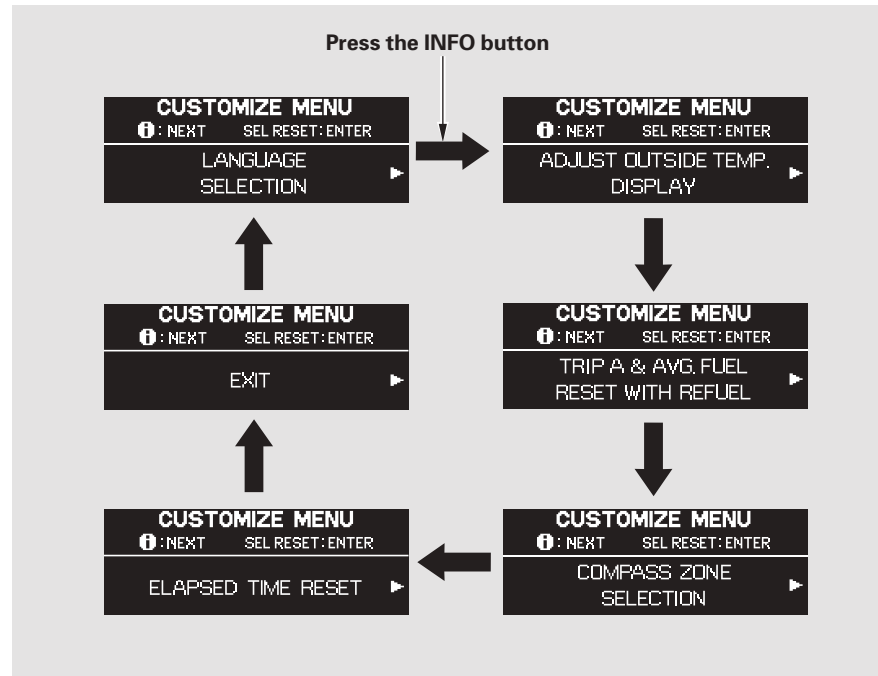 Press the INFO button
CUSTOMIZE MENU
i : NEXT SEL RESET: ENTER
LANGUAGE
SELECTION
CUSTOMIZE MENU
i : NEXT SEL RESET: ENTER
ADJUST OUTSIDE TEMP.
DISPLAY
CUSTOMIZE MENU
i : NEXT SEL RESET: ENTER
EXIT
CUSTOMIZE MENU
i : NEXT SEL RESET: ENTER
TRIP A & AVG. FUEL
RESET WITH REFUEL
CUSTOMIZE MENU
i : NEXT SEL RESET: ENTER
ELAPSED TIME RESET
CUSTOMIZE MENU
i : NEXT SEL RESET: ENTER
COMPASS ZONE
SELECTION